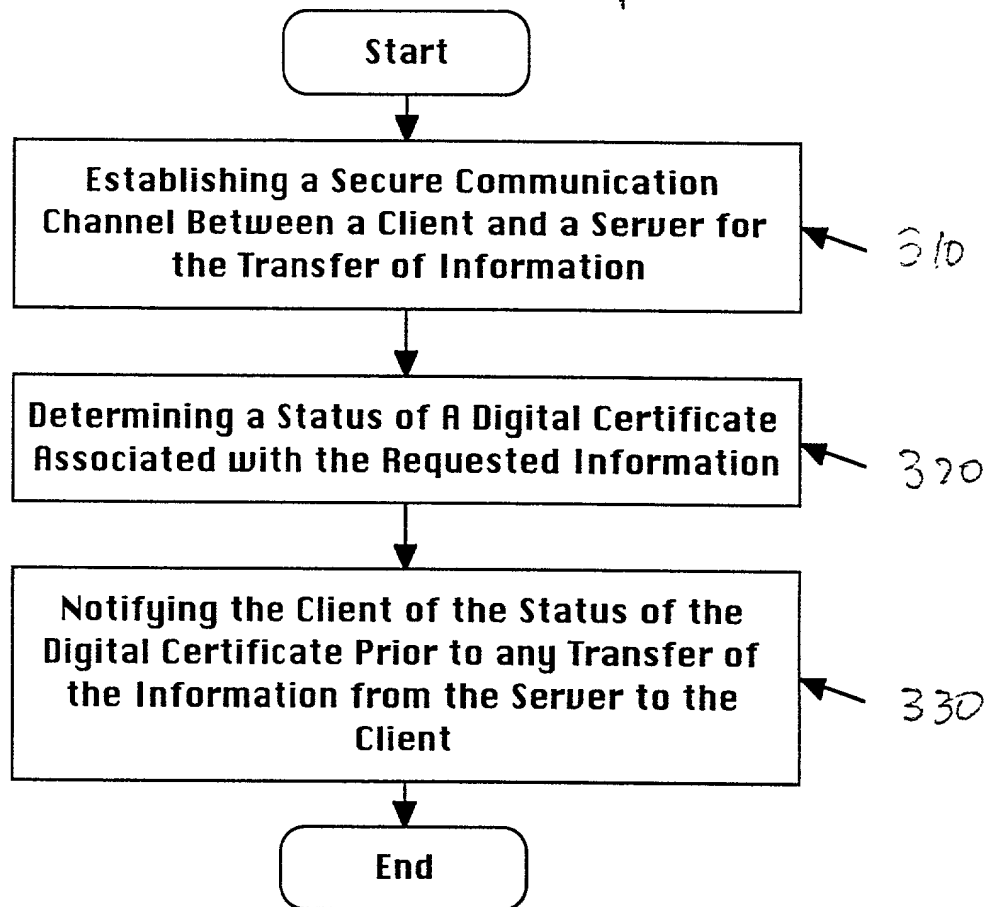 Start
Establishing a Secure Communication
Channel Between a Client and a Server for
the Transfer of Information
310
Determining a Status of A Digital Certificate
Associated with the Requested Information
320
Notifying the Client of the Status of the
Digital Certificate Prior to any Transfer of
the Information from the Server to the
Client
330
End